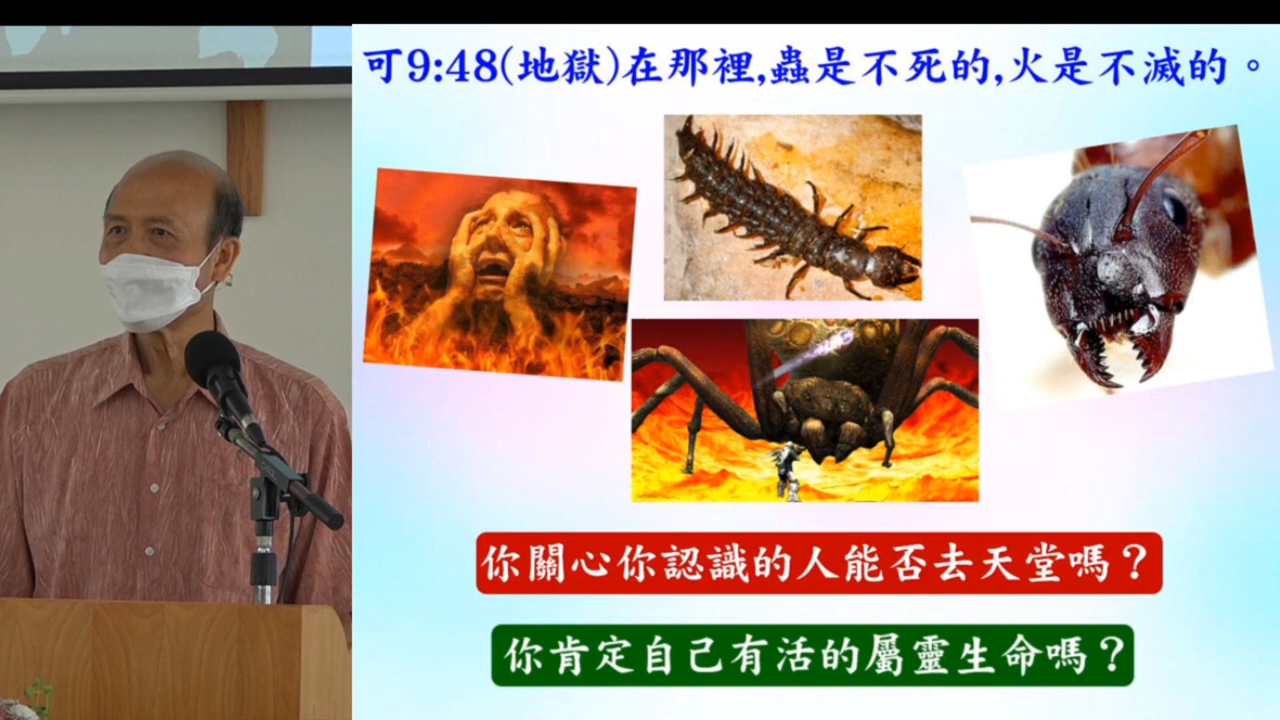 可9:48(地獄)在那裡,蟲是不死的,火是不滅的。
你關心你認識的人能否去天堂嗎？
你肯定自己有活的屬靈生命嗎？